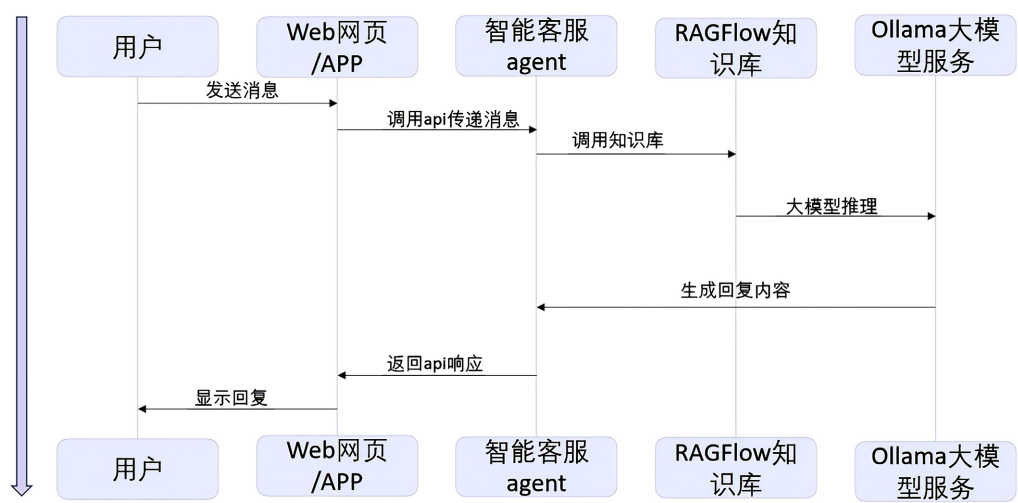 用户
Web网页
/APP
智能客服
agent
RAGFlow知
识库
Ollama大模
型服务
发送消息
调用api传递消息
调用知识库
大模型推理
生成回复内容
返回api响应
显示回复
用户
Web网页
/APP
智能客服
agent
RAGFlow知
识库
Ollama大模
型服务